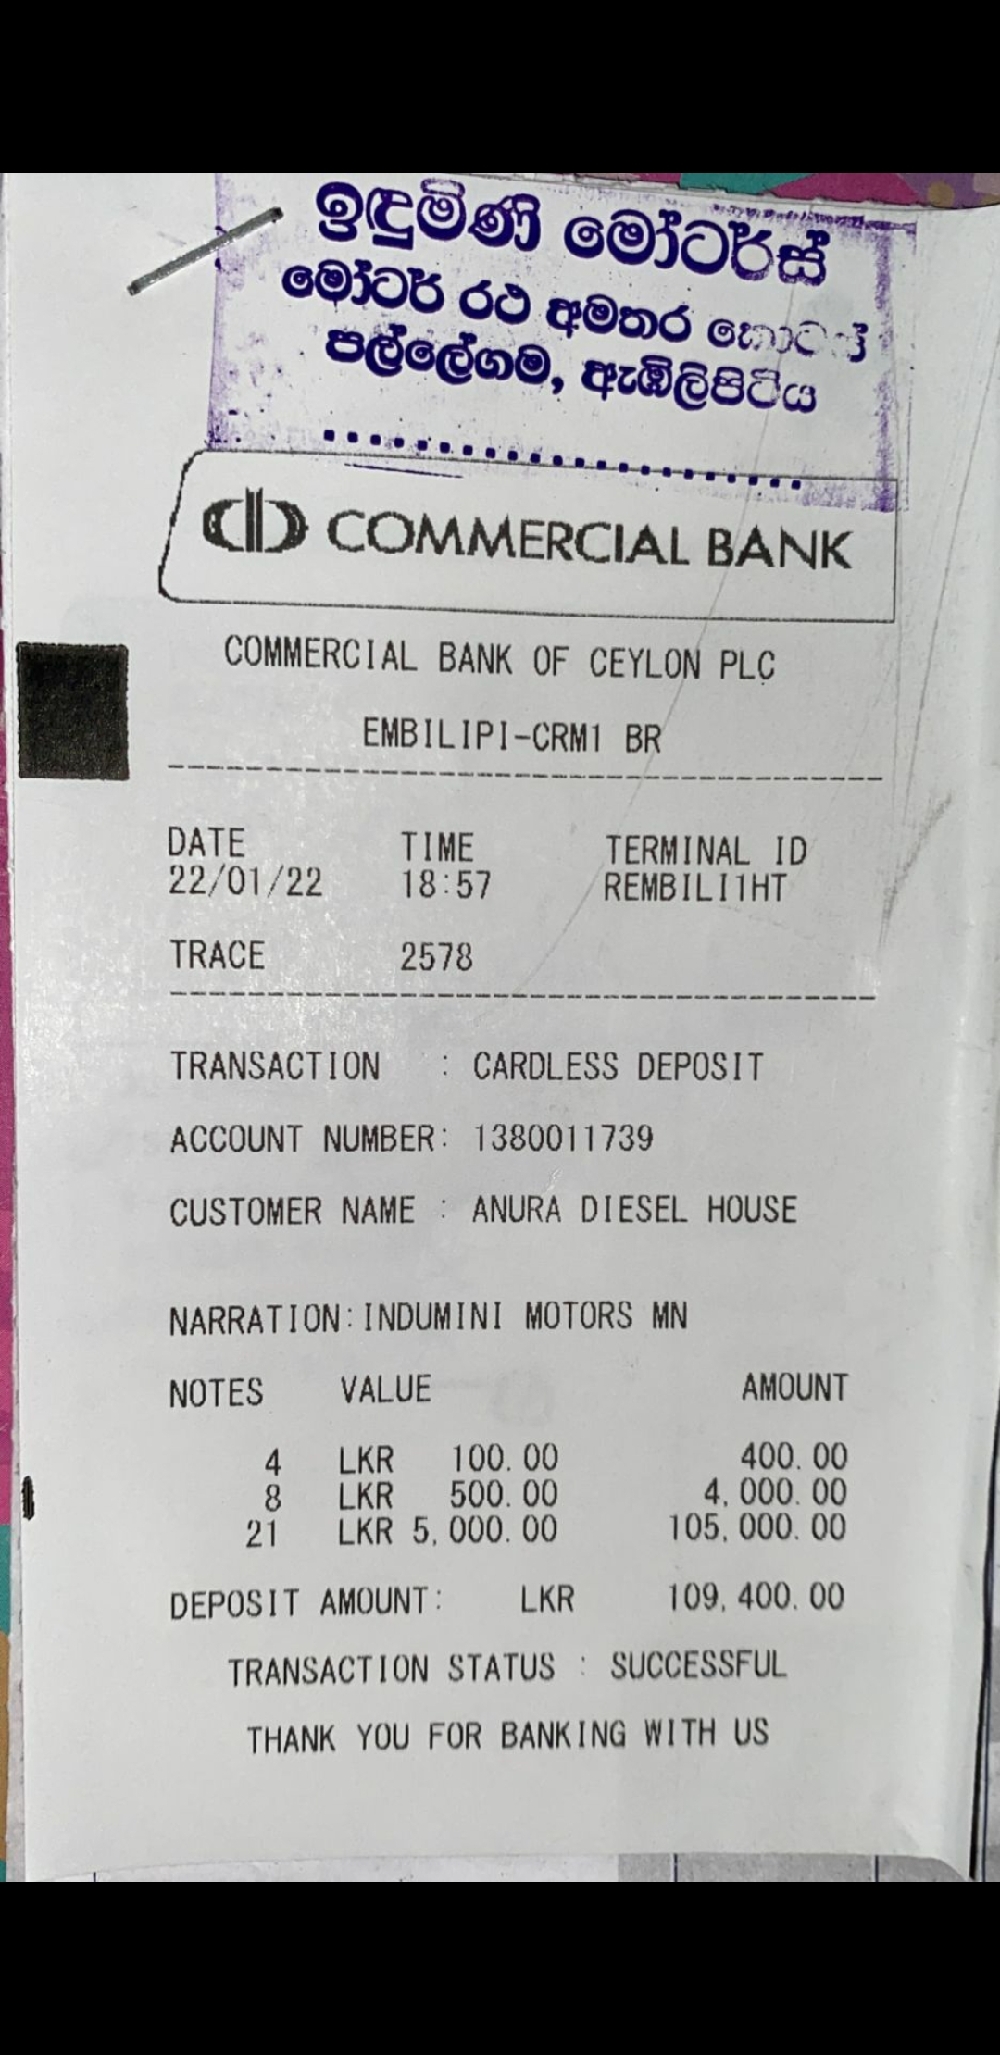 ඉඳුමිණි මෝටර්ස්
මෝටර් රථ අමතර කොටස්
පල්ලේගම, ඇඹිලිපිටිය
COMMERCIAL BANK
COMMERCIAL BANK OF CEYLON PLC
EMBILIPI-CRM1 BR
DATE TIME TERMINAL ID
22/01/22 18:57 REMBILI1HT
TRACE 2578
TRANSACTION : CARDLESS DEPOSIT
ACCOUNT NUMBER: 1380011739
CUSTOMER NAME : ANURA DIESEL HOUSE
NARRATION:INDUMINI MOTORS MN
NOTES VALUE AMOUNT
4 LKR 100.00 400.00
8 LKR 500.00 4,000.00
21 LKR 5,000.00 105,000.00
DEPOSIT AMOUNT: LKR 109,400.00
TRANSACTION STATUS : SUCCESSFUL
THANK YOU FOR BANKING WITH US